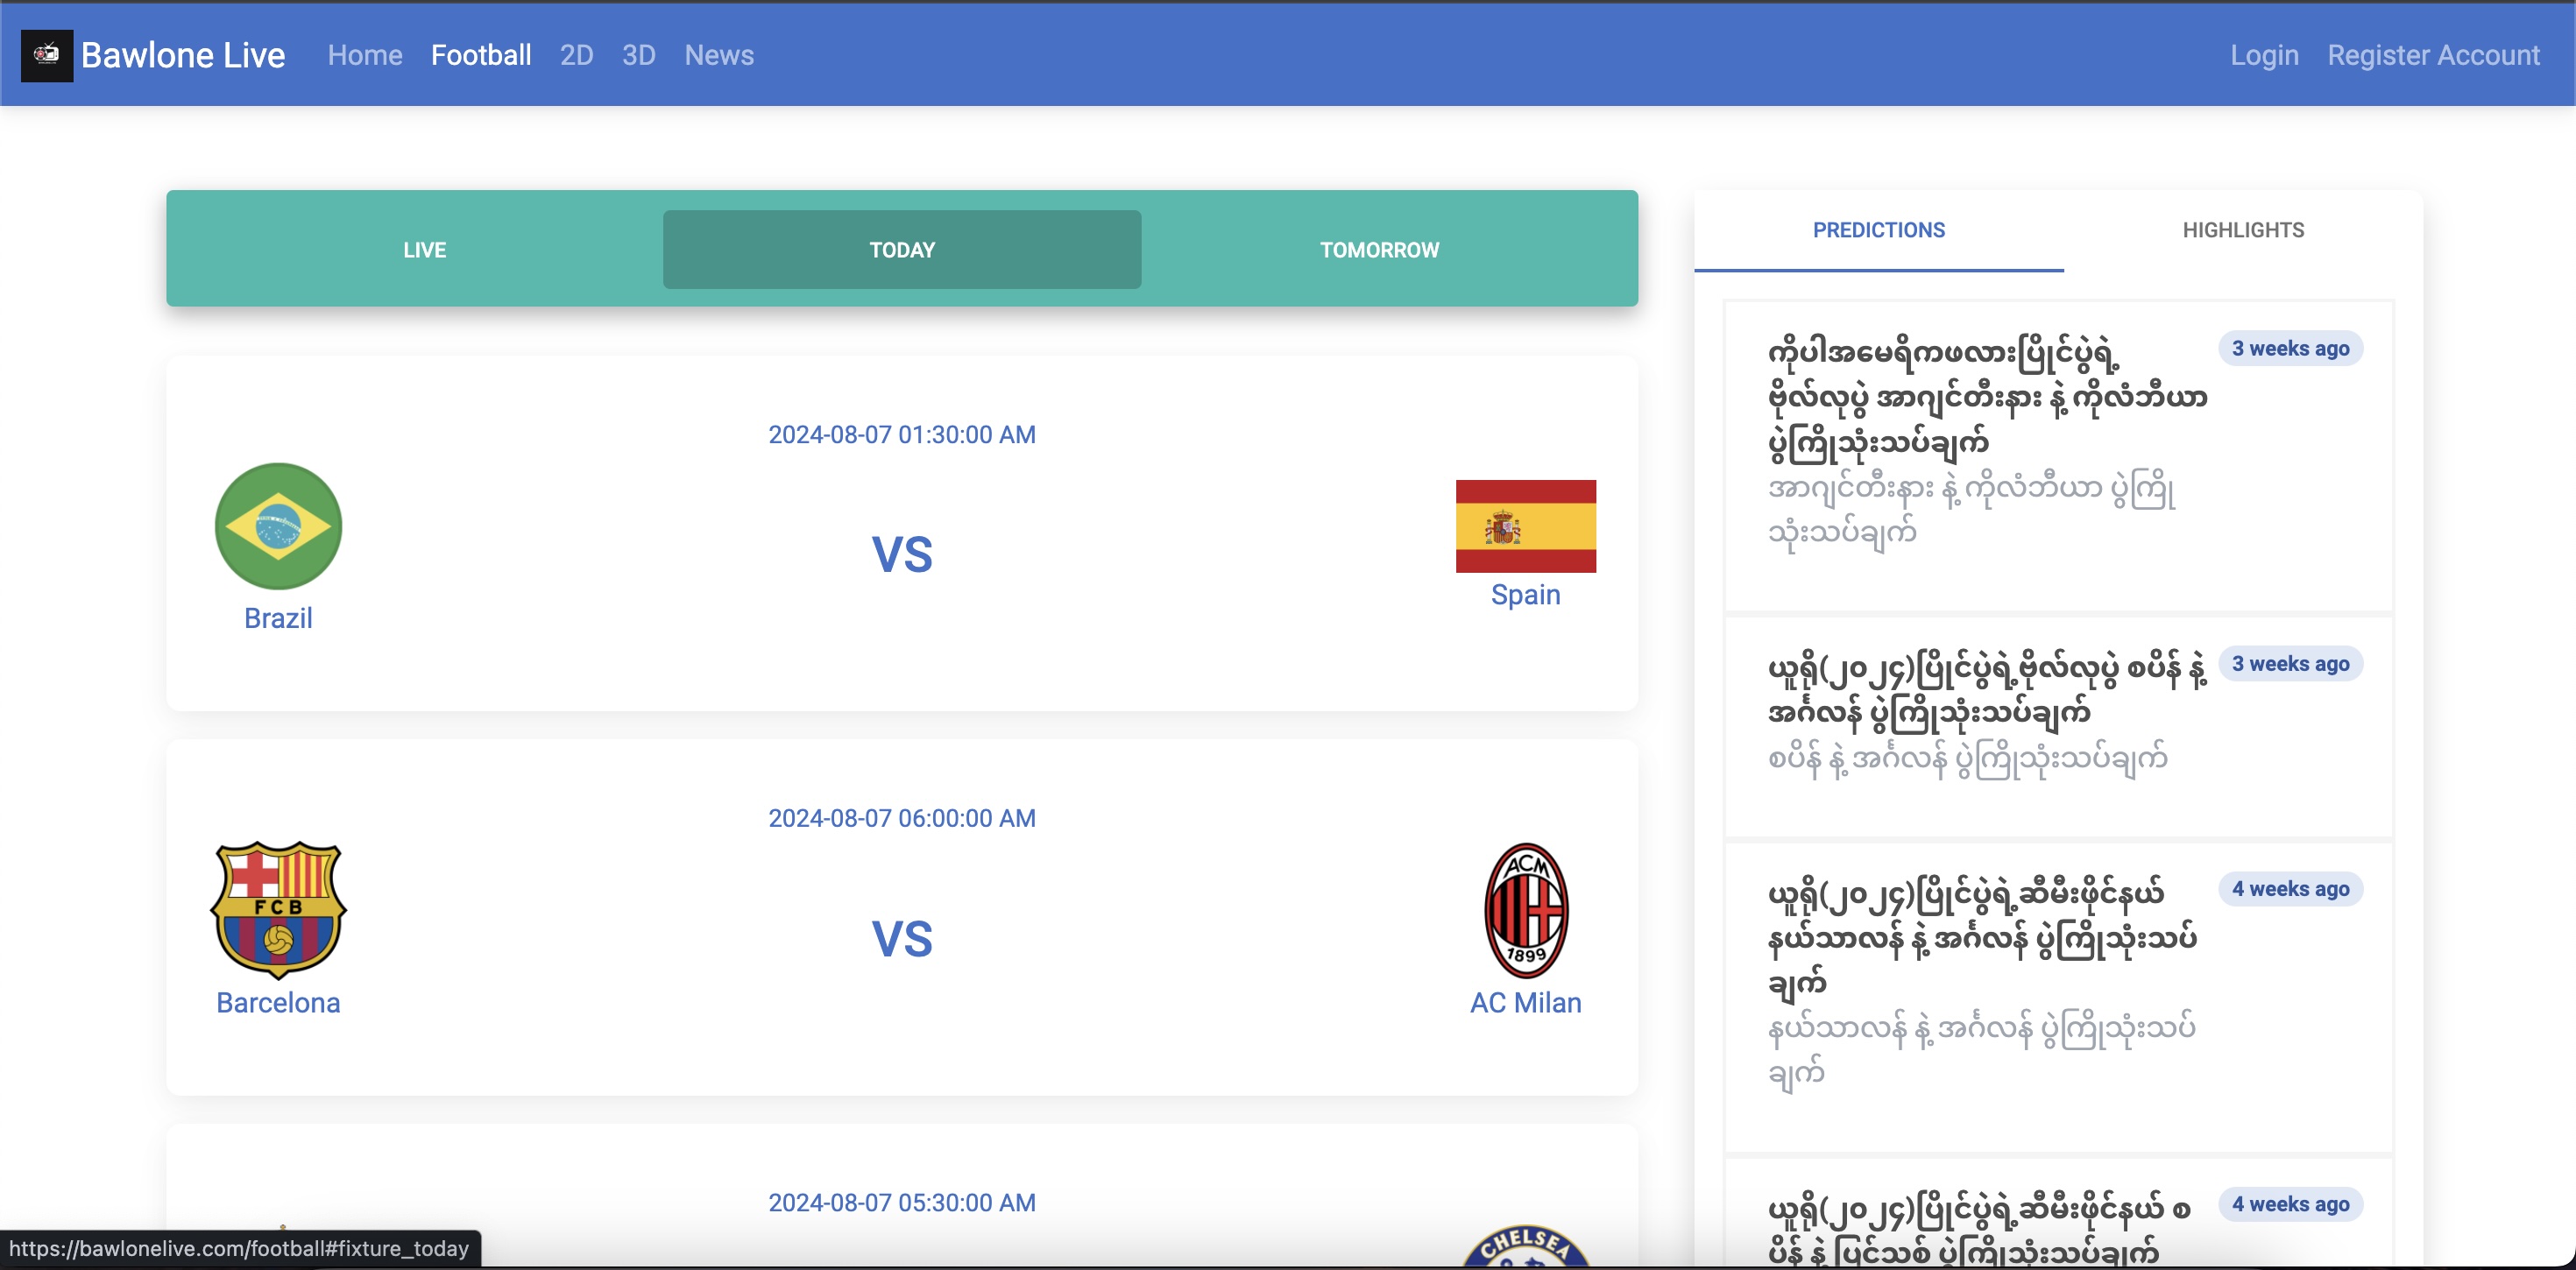 Bawlone Live
Home
Football
2D
3D
News
Login
Register Account
LIVE
TODAY
TOMORROW
2024-08-07 01:30:00 AM
VS
Brazil
Spain
2024-08-07 06:00:00 AM
FCB
VS
ACM
1899
Barcelona
AC Milan
2024-08-07 05:30:00 AM
CHELSEA
PREDICTIONS
HIGHLIGHTS
ကိုပါအမေရိကဖလားပြိုင်ပွဲရဲ့
ဗိုလ်လုပွဲ အာဂျင်တီးနား နဲ့ ကိုလံဘီယာ
ပွဲကြိုသုံးသပ်ချက်
3 weeks ago
အာဂျင်တီးနား နဲ့ ကိုလံဘီယာ ပွဲကြို
သုံးသပ်ချက်
ယူရို(၂၀၂၄)ပြိုင်ပွဲရဲ့ဗိုလ်လုပွဲ စပိန် နဲ့
အင်္ဂလန် ပွဲကြိုသုံးသပ်ချက်
3 weeks ago
စပိန် နဲ့ အင်္ဂလန် ပွဲကြိုသုံးသပ်ချက်
ယူရို(၂၀၂၄)ပြိုင်ပွဲရဲ့ဆီမီးဖိုင်နယ်
နယ်သာလန် နဲ့ အင်္ဂလန် ပွဲကြိုသုံးသပ်
ချက်
4 weeks ago
နယ်သာလန် နဲ့ အင်္ဂလန် ပွဲကြိုသုံးသပ်
ချက်
ယူရို(၂၀၂၄)ပြိုင်ပွဲရဲ့ဆီမီးဖိုင်နယ် စ
ပိန် နဲ့ ပြင်သစ် ပွဲကြိုသုံးသပ်ချက်
4 weeks ago
https://bawlonelive.com/football#fixture_today